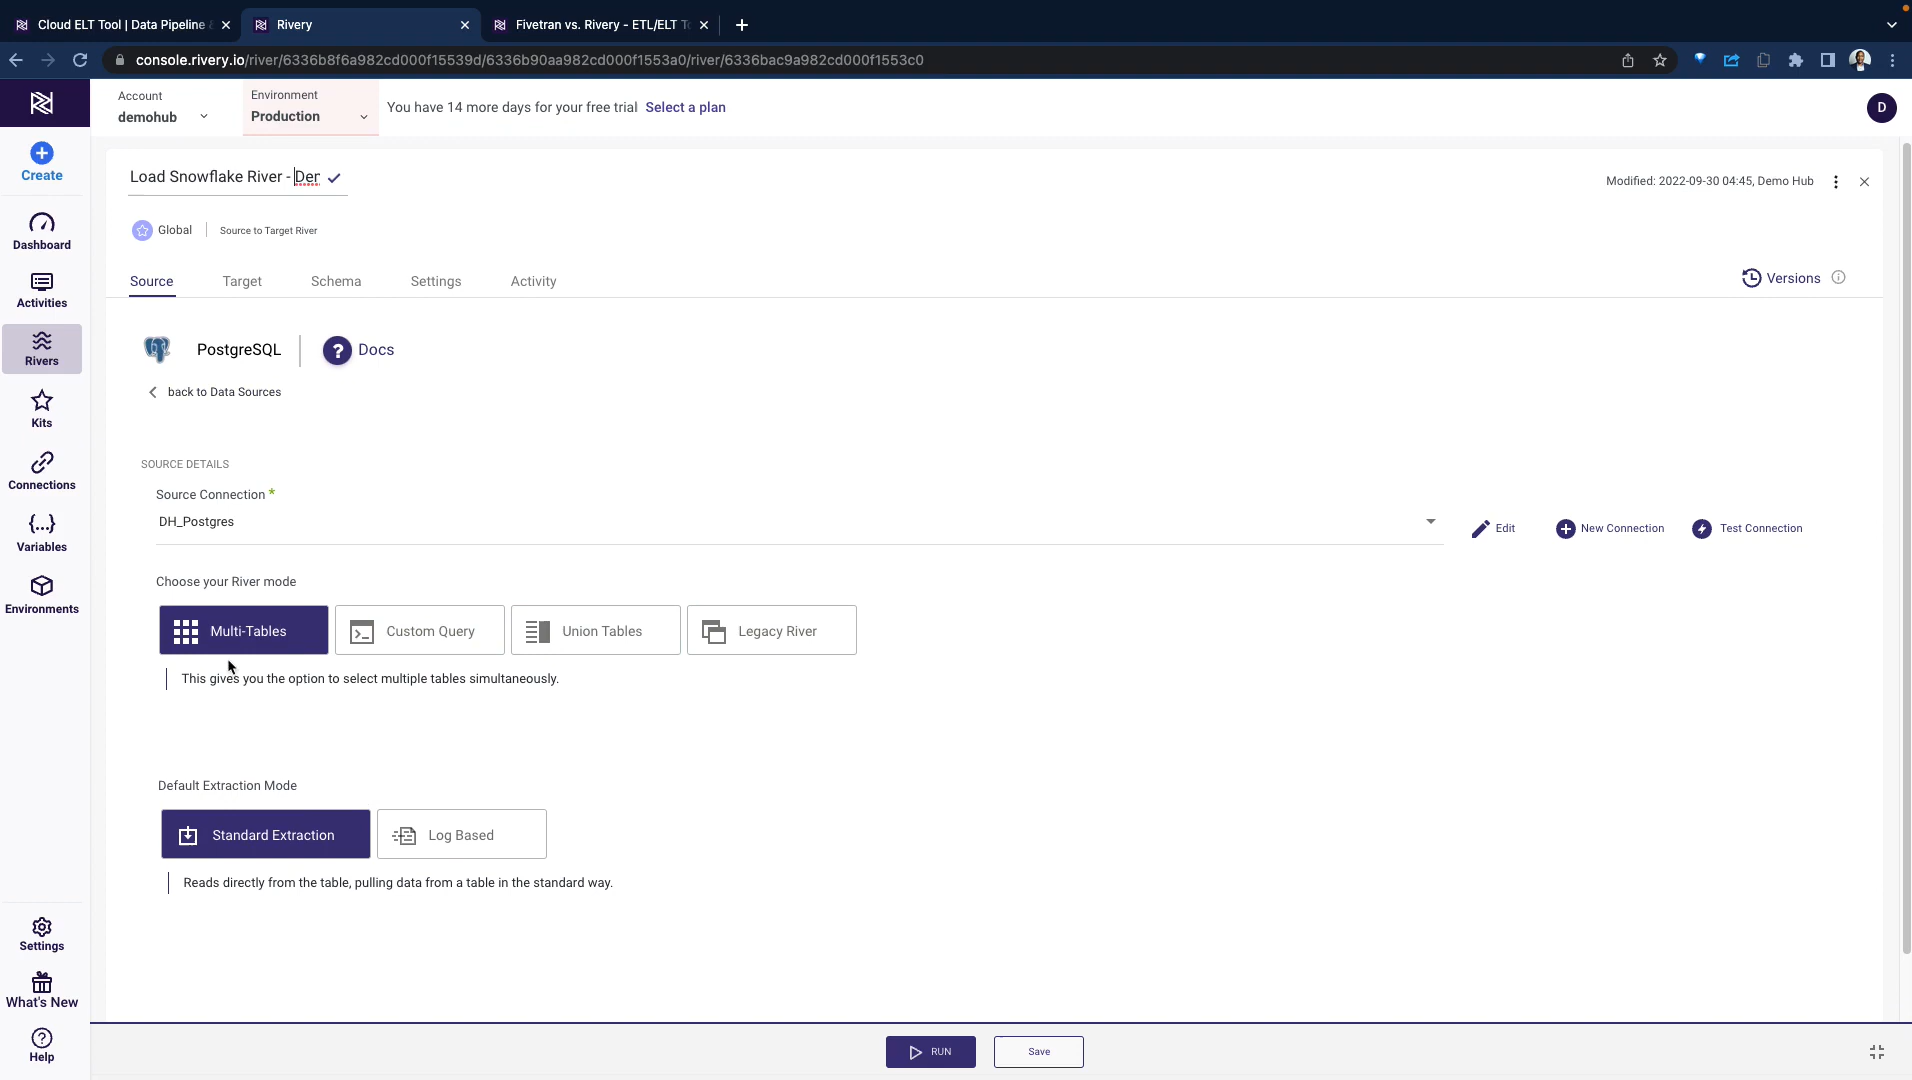 Cloud ELT Tool | Data Pipeline
Rivery
Fivetran vs. Rivery - ETL/ELT
console.rivery.io/river/6336b8f6a982cd000f15539d/6336b90aa982cd000f1553a0/river/6336bac9a982cd000f1553c0
Account
demohub
Environment
Production
You have 14 more days for your free trial Select a plan
D
Create
Dashboard
Activities
Rivers
Kits
Connections
Variables
Environments
Settings
What's New
Help
Load Snowflake River - Der
Modified: 2022-09-30 04:45, Demo Hub
Global
Source to Target River
Source Target Schema Settings Activity
Versions
PostgreSQL
? Docs
back to Data Sources
SOURCE DETAILS
Source Connection *
DH_Postgres
Edit New Connection Test Connection
Choose your River mode
Multi-Tables Custom Query Union Tables Legacy River
This gives you the option to select multiple tables simultaneously.
Default Extraction Mode
Standard Extraction Log Based
Reads directly from the table, pulling data from a table in the standard way.
RUN Save